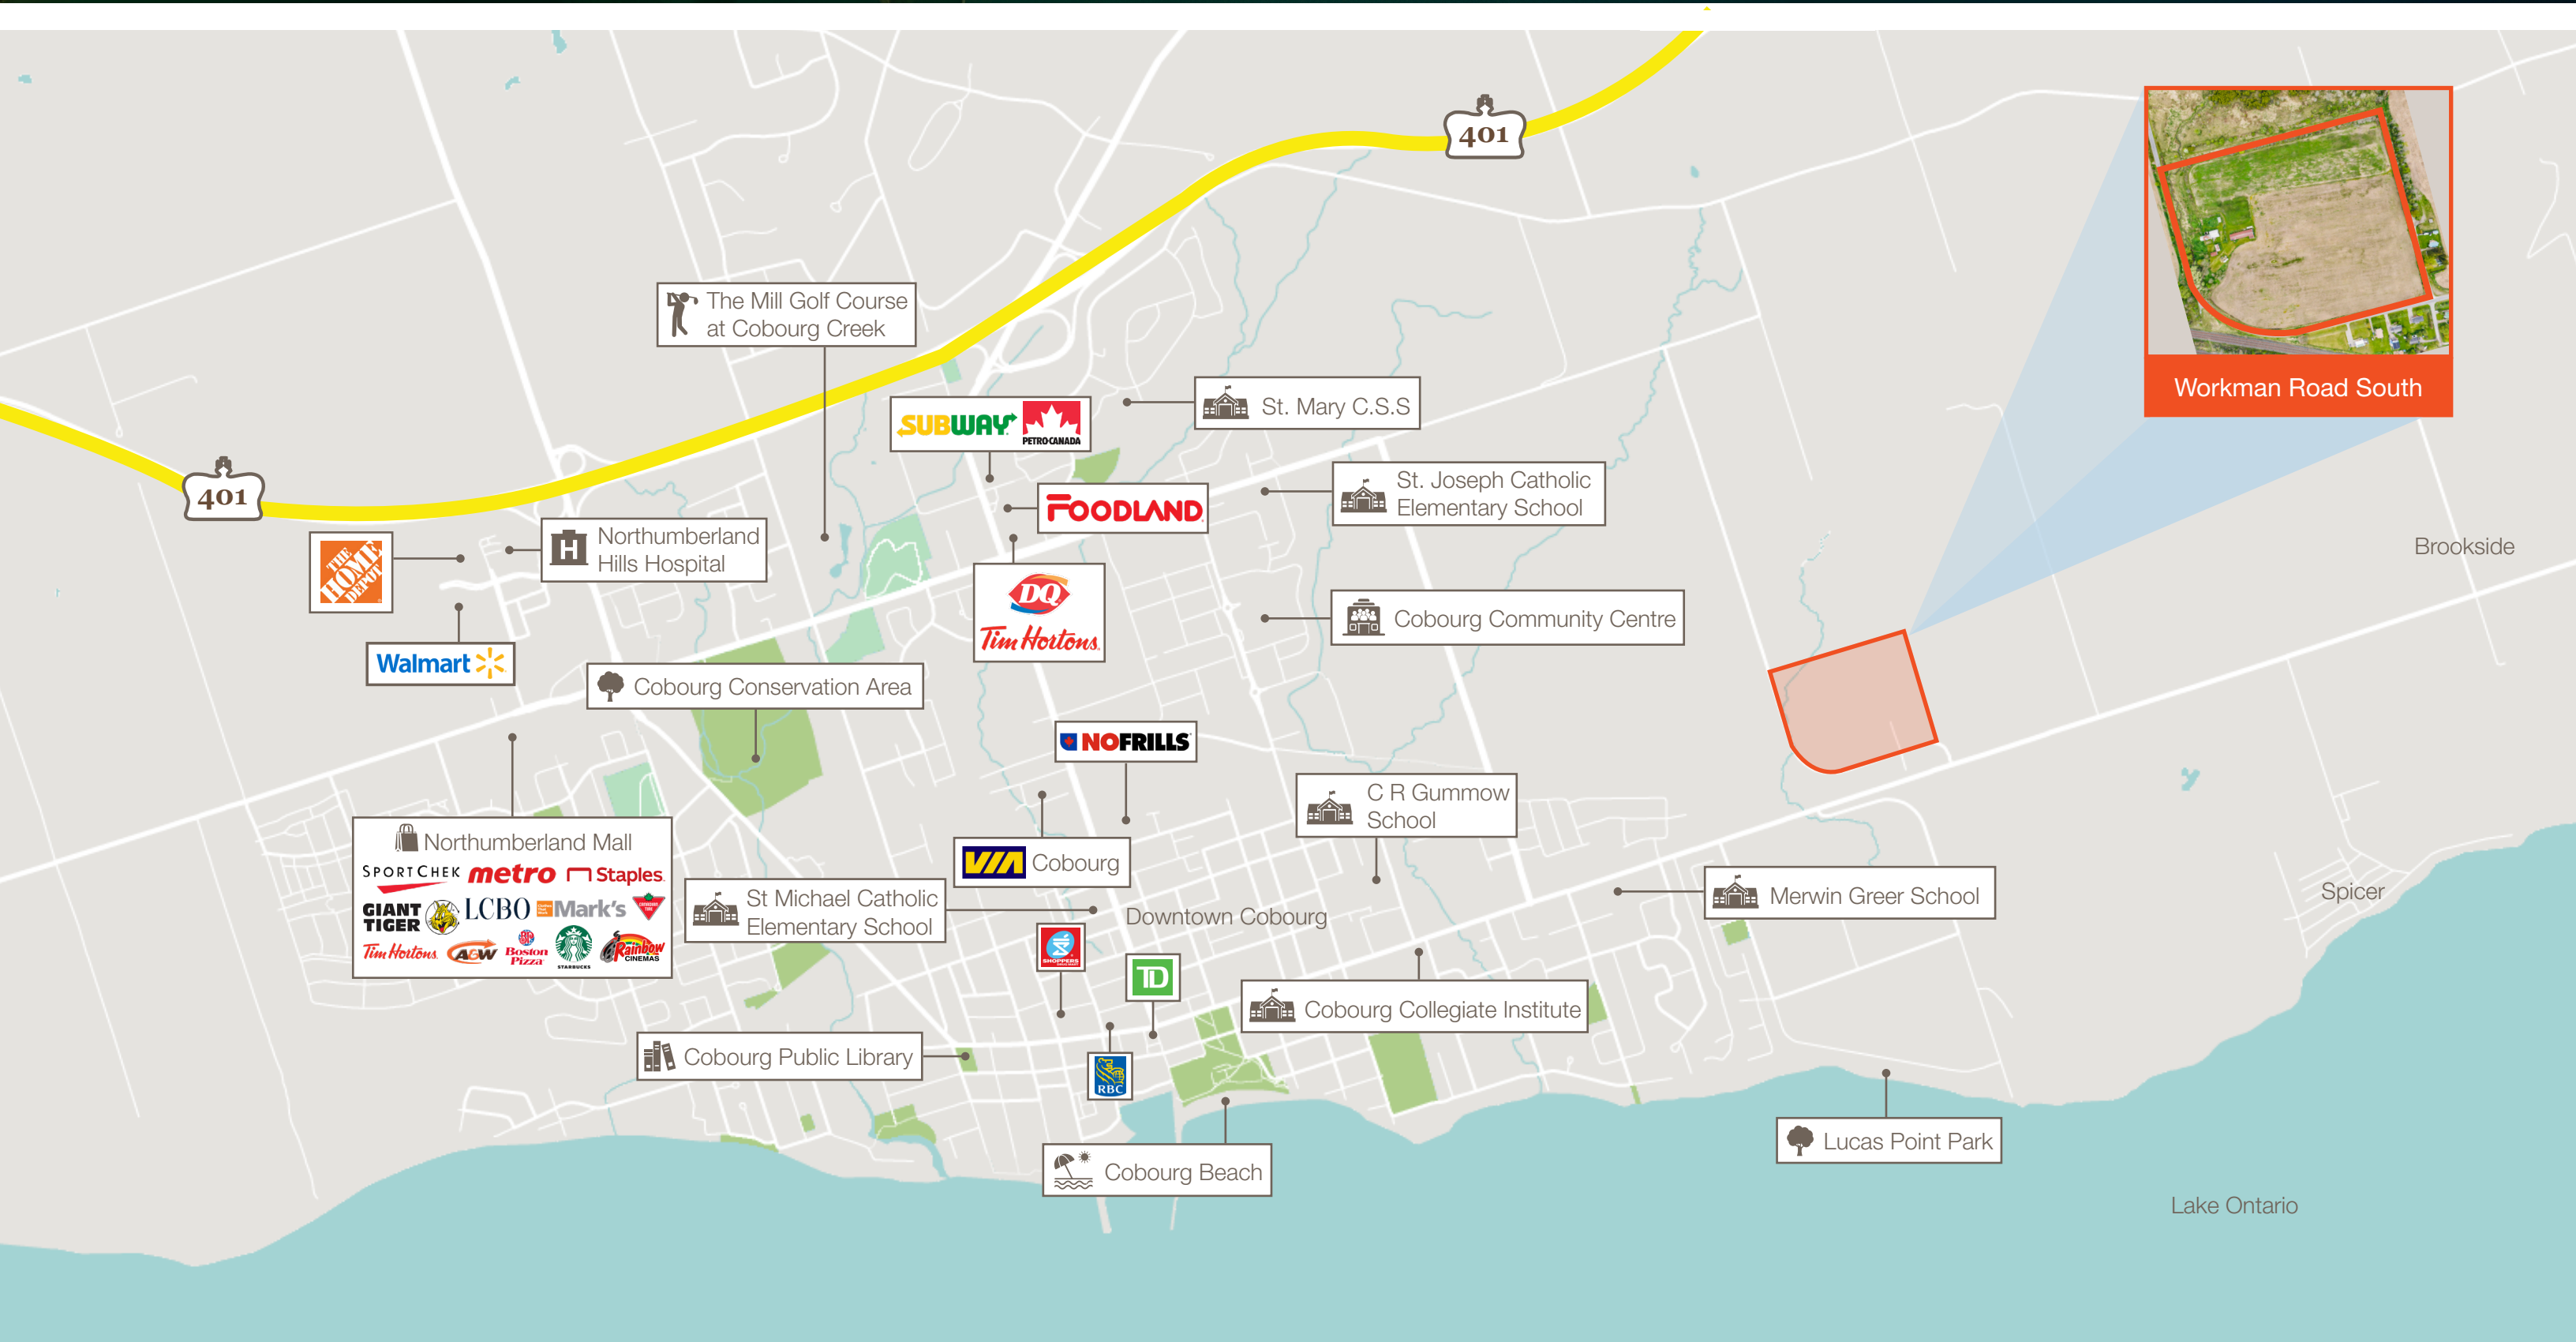 401
The Mill Golf Course
at Cobourg Creek
Workman Road South
SUBWAY
PETRO-CANADA
St. Mary C.S.S
401
FOODLAND
St. Joseph Catholic
Elementary School
THE
HOME
DEPOT
H
Northumberland
Hills Hospital
Brookside
DQ
Tim Hortons
Cobourg Community Centre
Walmart
Cobourg Conservation Area
NOFRILLS
C R Gummow
School
Northumberland Mall
SPORTCHEK
metro
Staples
GIANT
TIGER
LCBO
Mark's
Tim Hortons
A&W
BP
Boston
Pizza
STARBUCKS
Rainbow
CINEMAS
VIA Cobourg
St Michael Catholic
Elementary School
Downtown Cobourg
Merwin Greer School
Spicer
SHOPPERS
TD
Cobourg Collegiate Institute
Cobourg Public Library
RBC
Cobourg Beach
Lucas Point Park
Lake Ontario